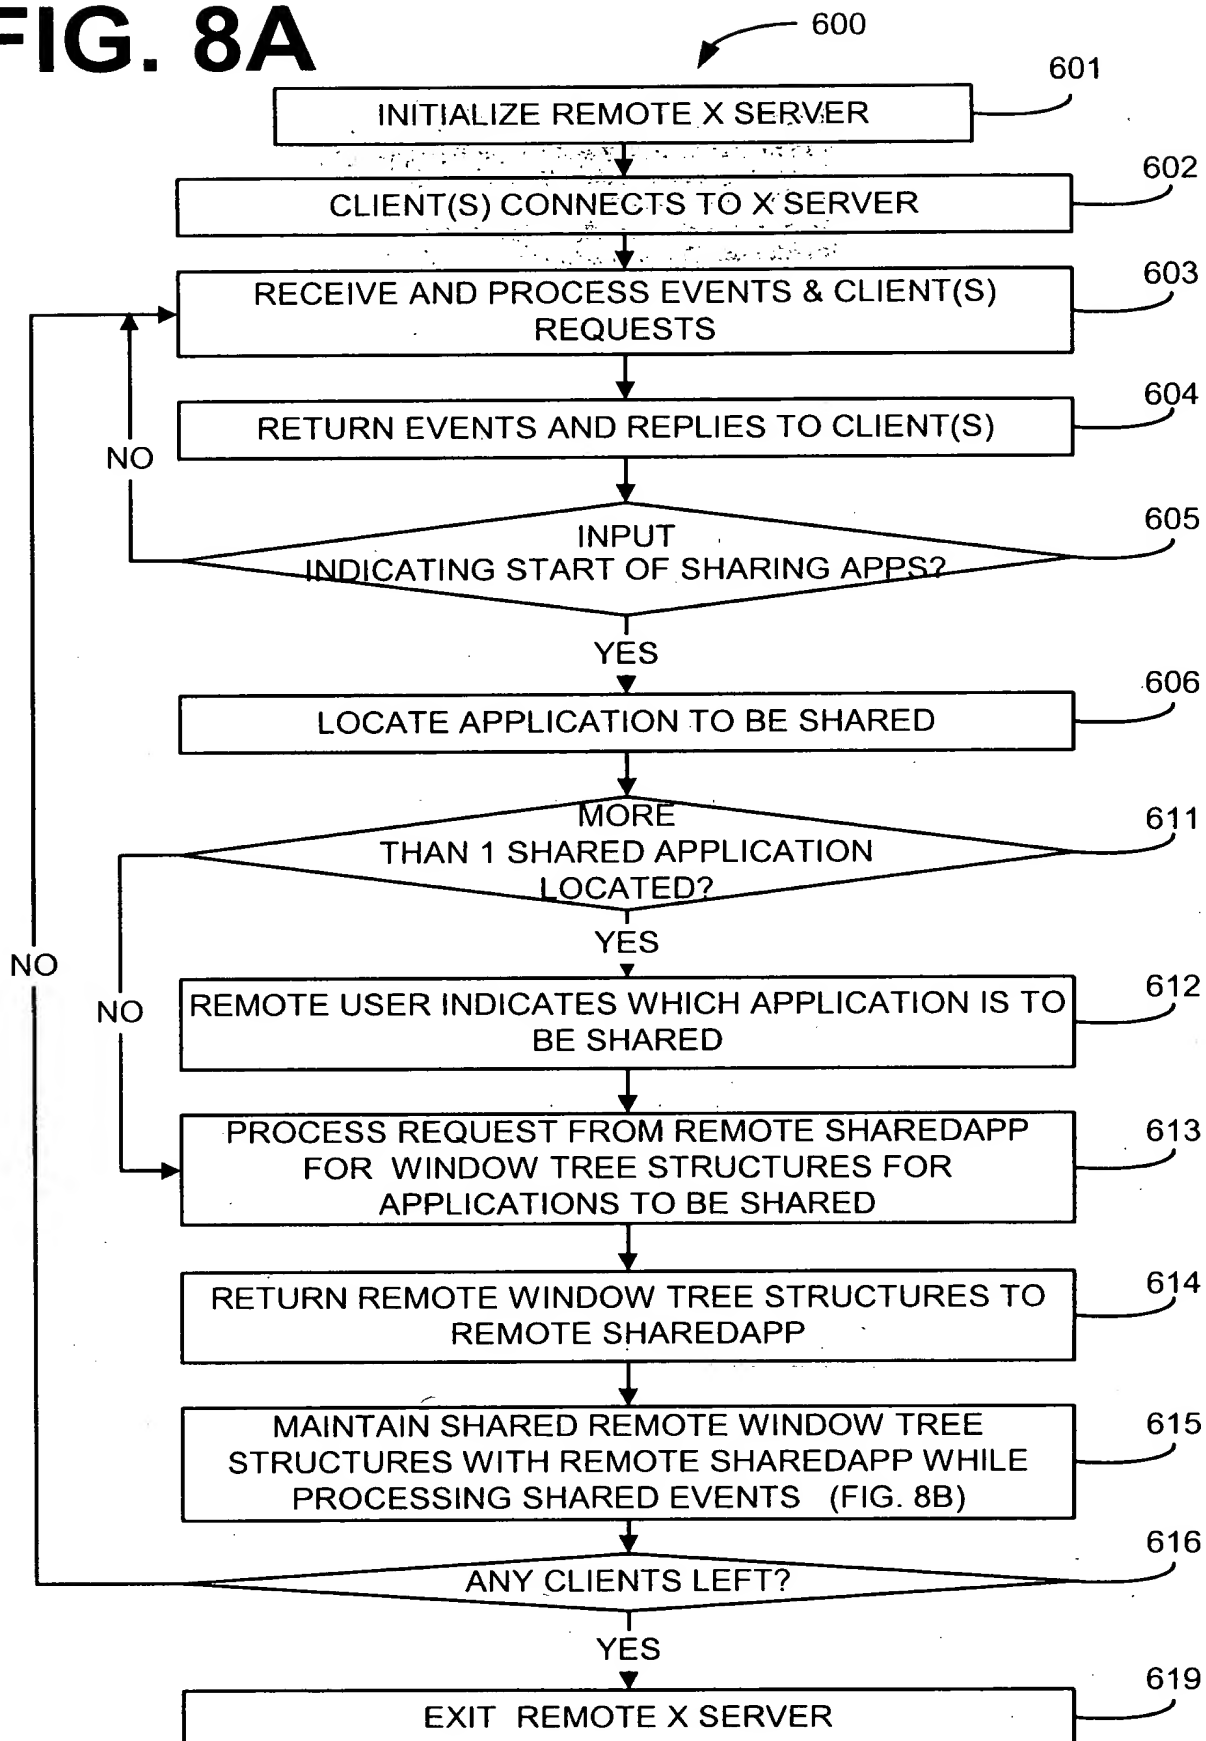 FIG. 8A
600
601
INITIALIZE REMOTE X SERVER
602
CLIENT(S) CONNECTS TO X SERVER
603
RECEIVE AND PROCESS EVENTS & CLIENT(S)
REQUESTS
604
RETURN EVENTS AND REPLIES TO CLIENT(S)
NO
605
INPUT
INDICATING START OF SHARING APPS?
YES
606
LOCATE APPLICATION TO BE SHARED
611
MORE
THAN 1 SHARED APPLICATION
LOCATED?
YES
NO
NO
612
REMOTE USER INDICATES WHICH APPLICATION IS TO
BE SHARED
613
PROCESS REQUEST FROM REMOTE SHAREDAPP
FOR WINDOW TREE STRUCTURES FOR
APPLICATIONS TO BE SHARED
614
RETURN REMOTE WINDOW TREE STRUCTURES TO
REMOTE SHAREDAPP
615
MAINTAIN SHARED REMOTE WINDOW TREE
STRUCTURES WITH REMOTE SHAREDAPP WHILE
PROCESSING SHARED EVENTS (FIG. 8B)
616
ANY CLIENTS LEFT?
YES
619
EXIT REMOTE X SERVER